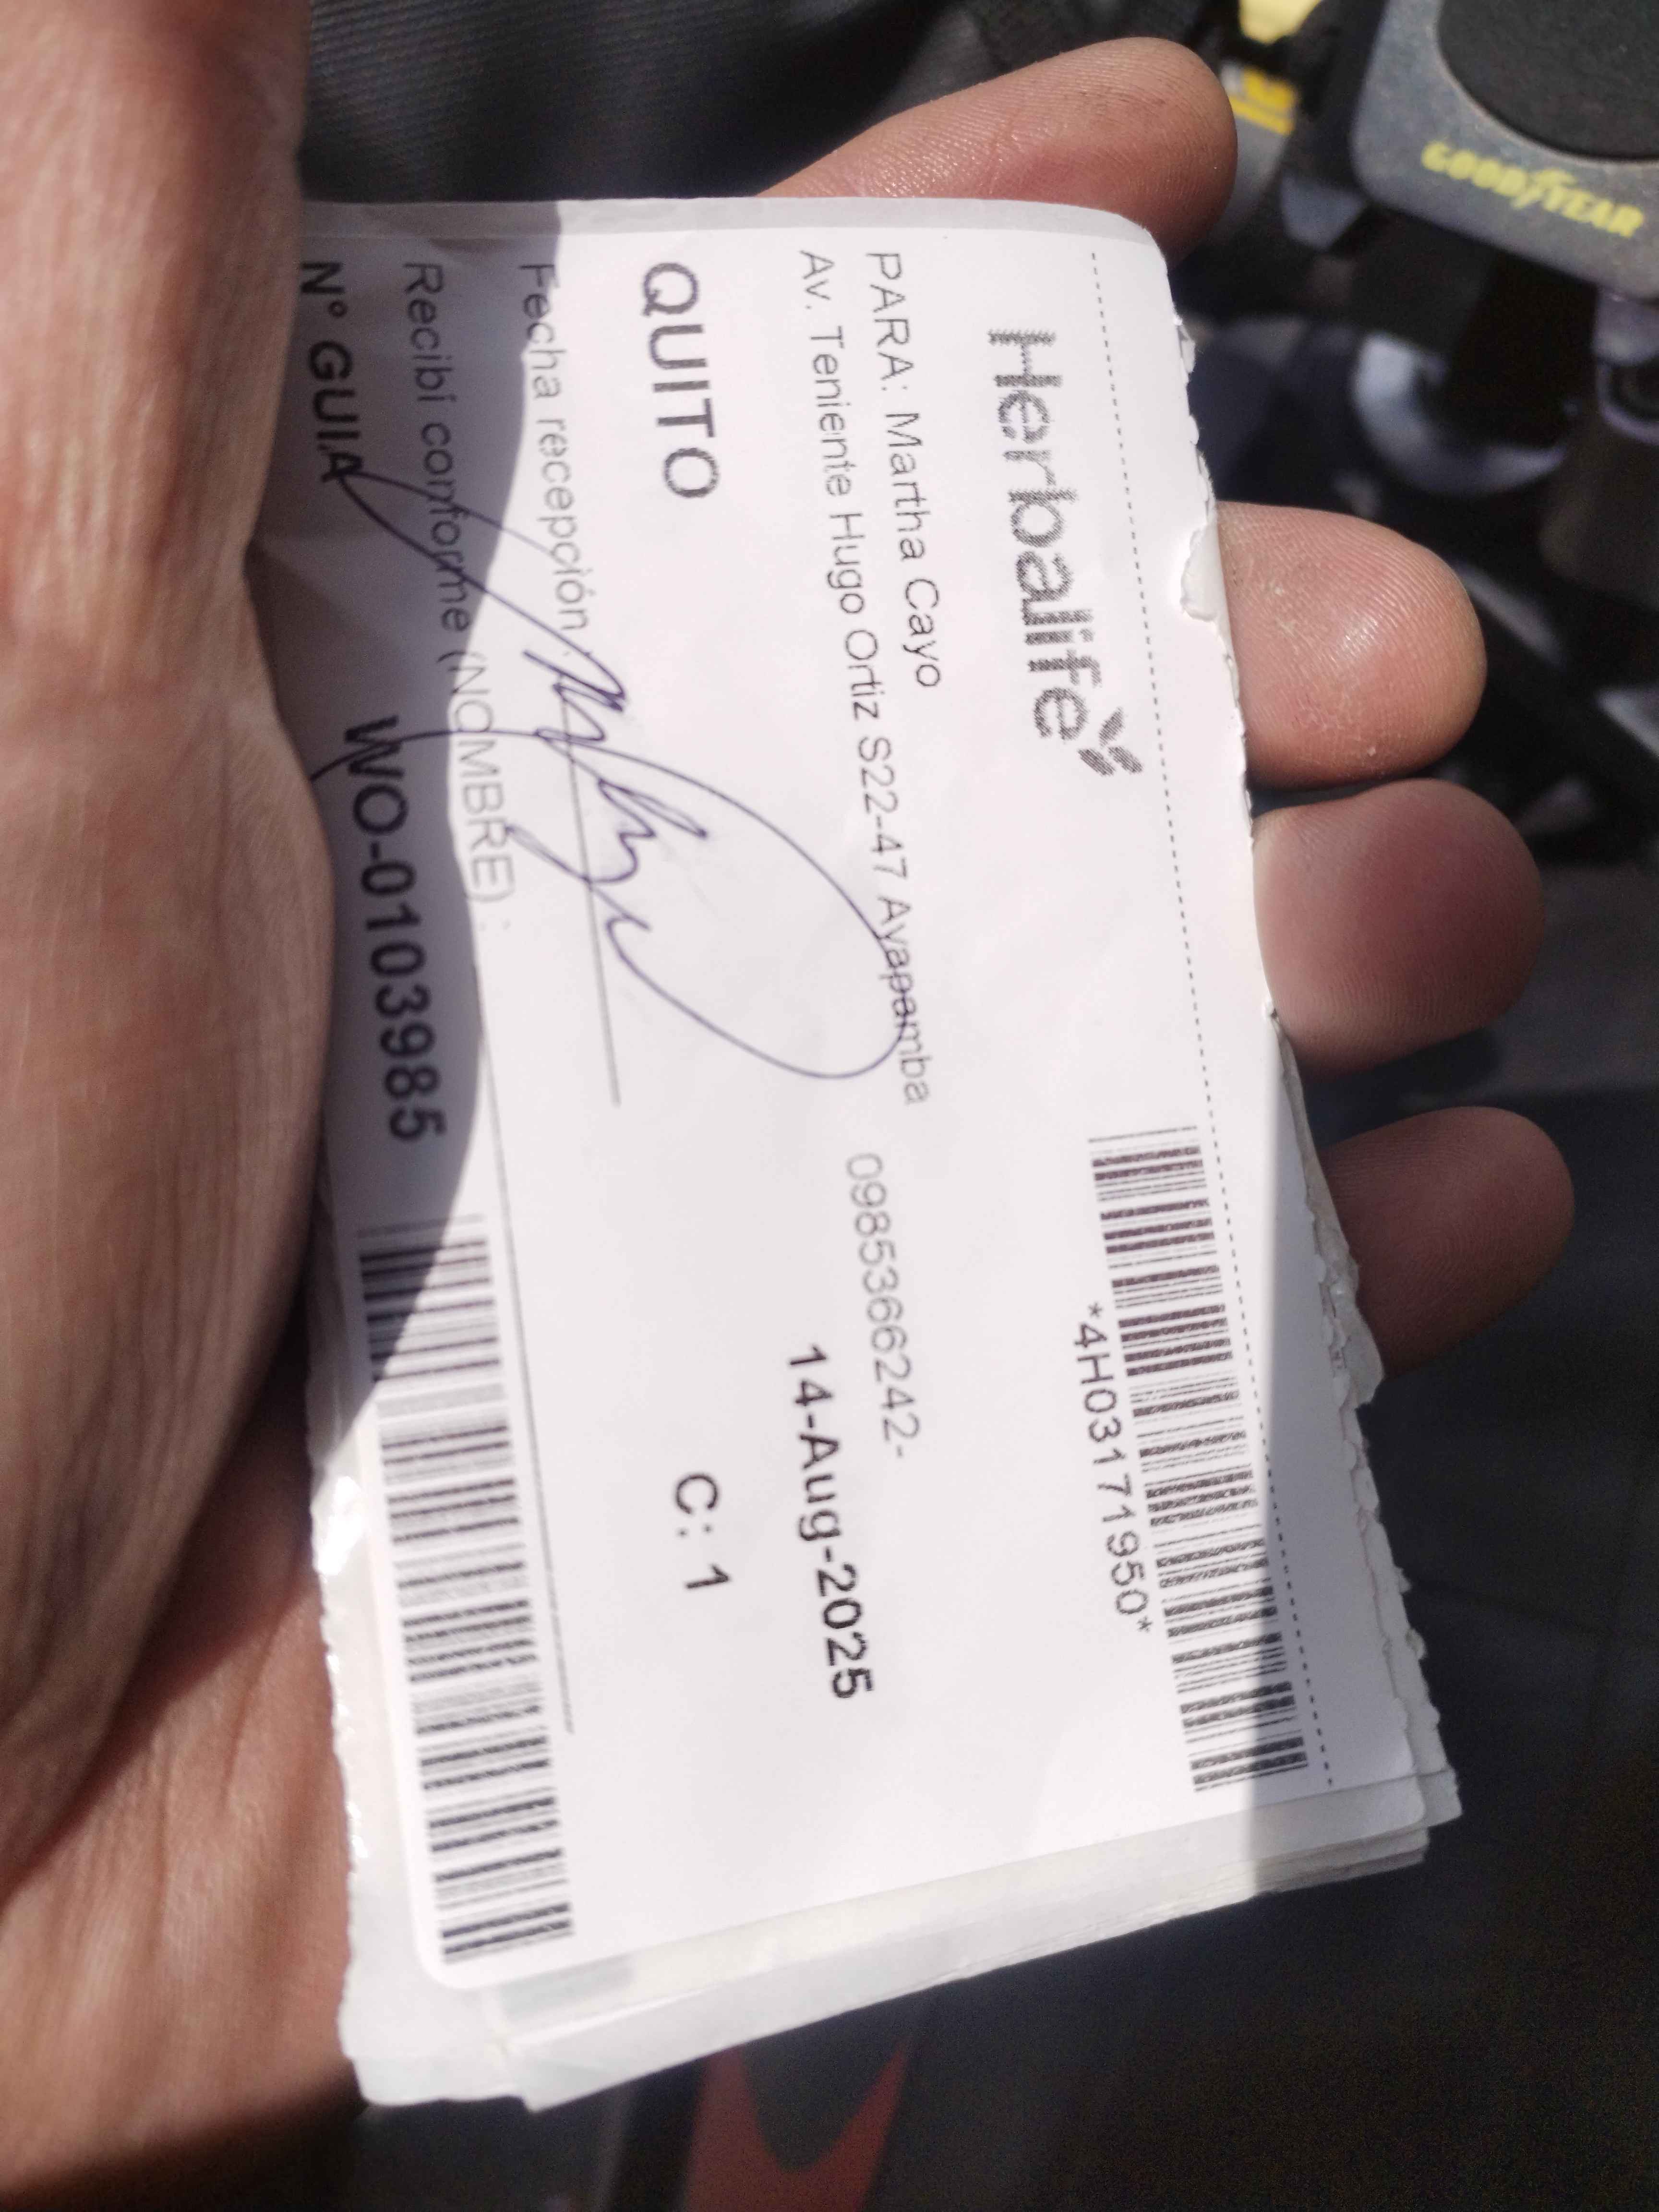 Herbalife
*4H03171950*
PARA: Martha Cayo
Av. Teniente Hugo Ortiz S22-47 Ayapamba 0985366242-
14-Aug-2025
QUITO C: 1
Fecha recepción :
Recibí conforme (NOMBRE) :
N° GUIA WO-0103985
GOODYEAR